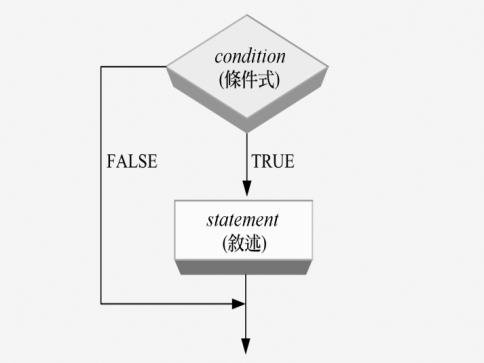 condition
(條件式)
FALSE
TRUE
statement
(敘述)